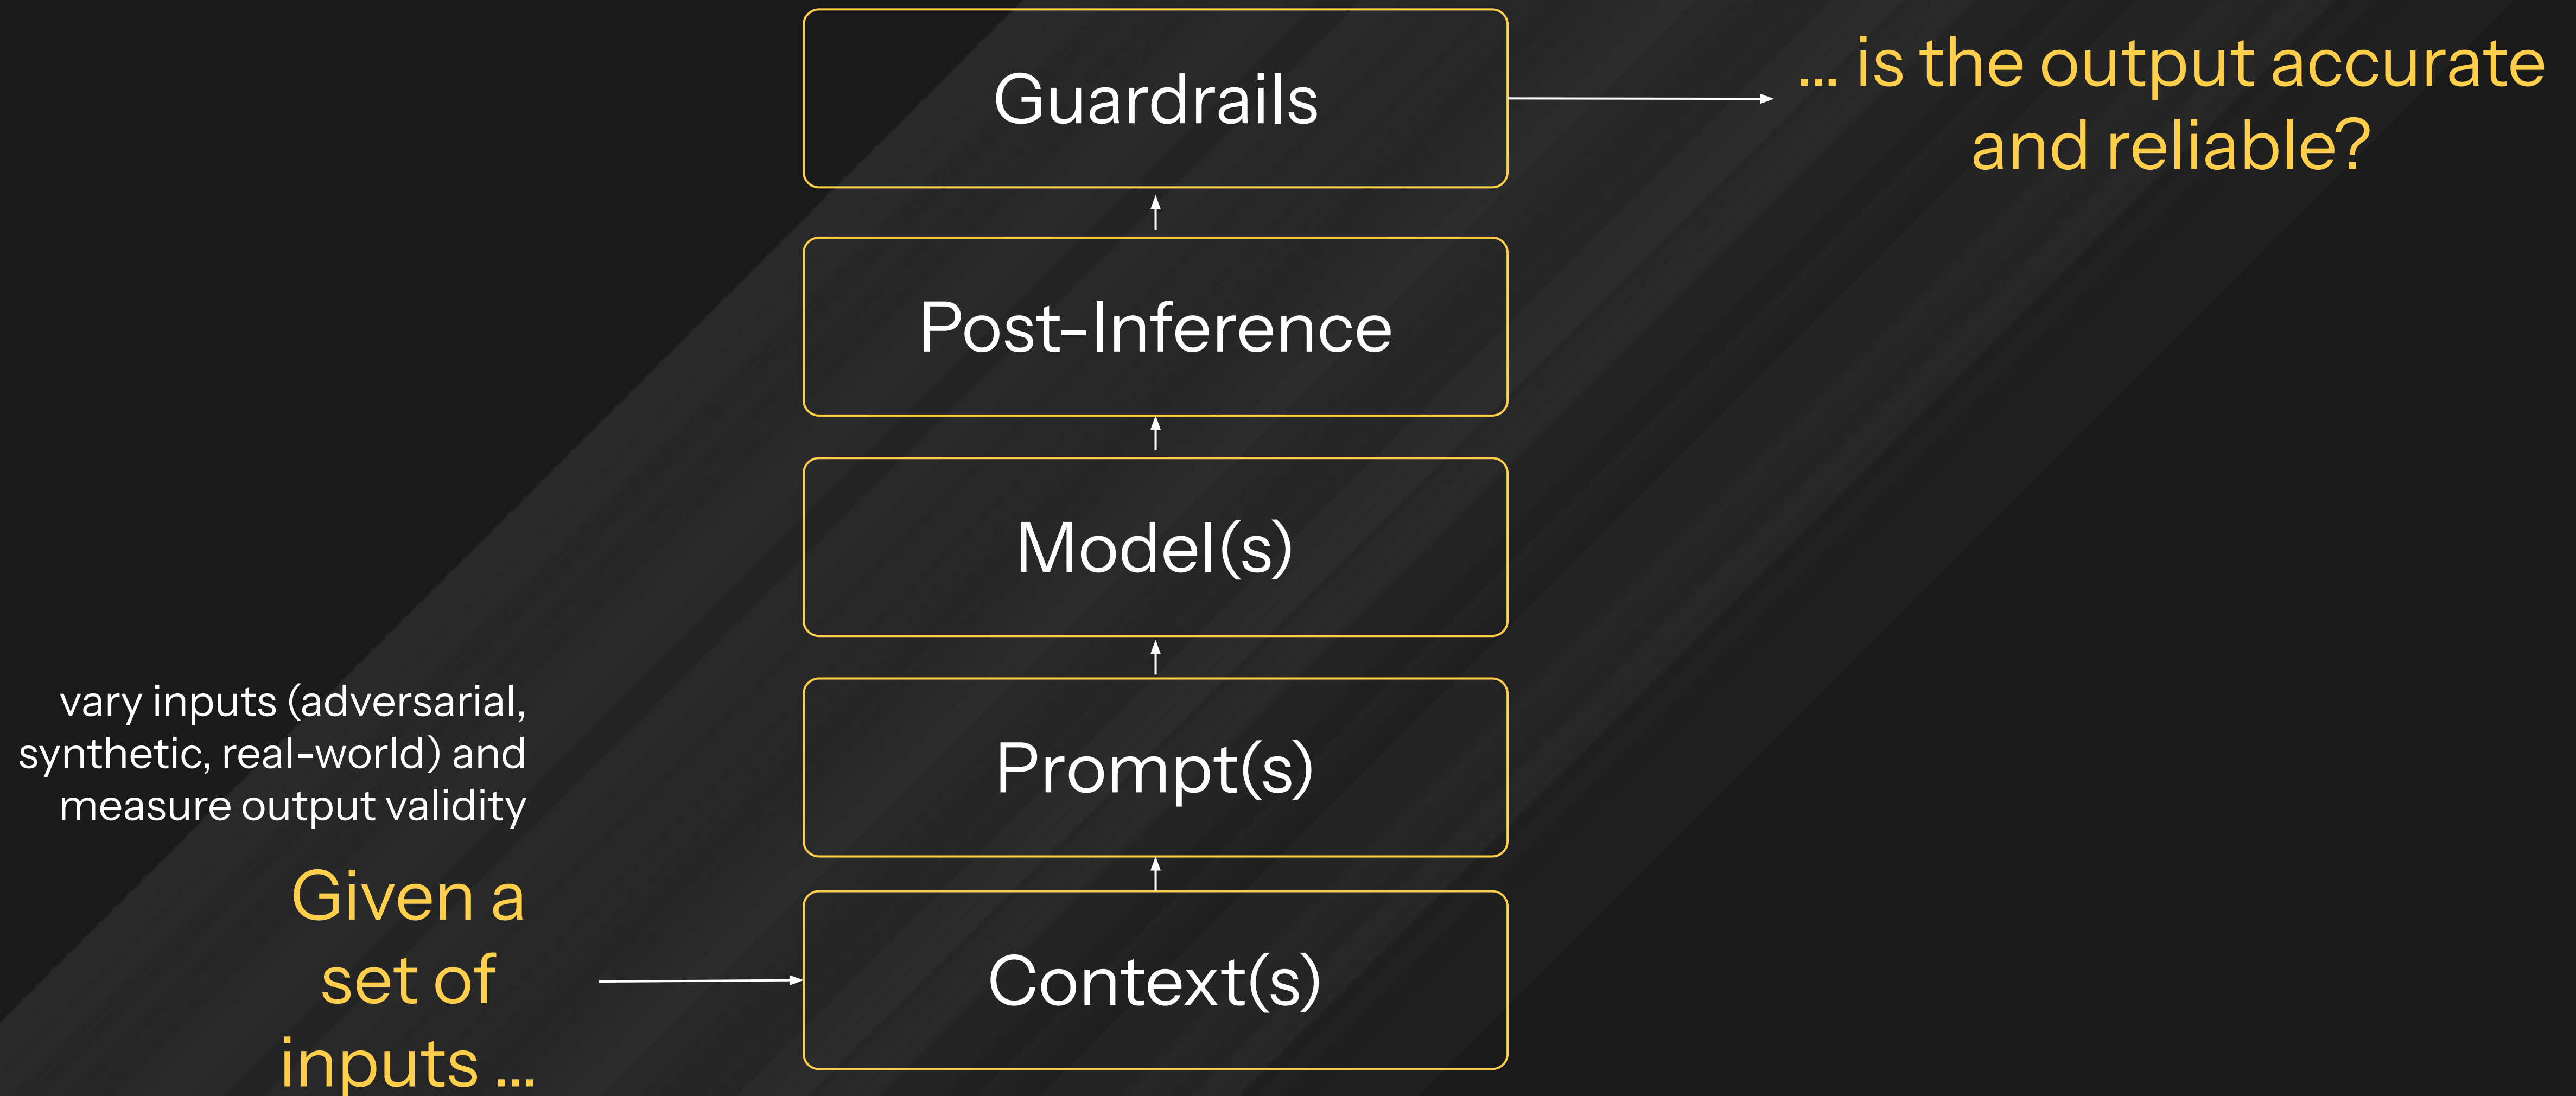 Guardrails
... is the output accurate
and reliable?
Post-Inference
Model(s)
vary inputs (adversarial,
synthetic, real-world) and
measure output validity
Prompt(s)
Given a
set of
inputs ...
Context(s)